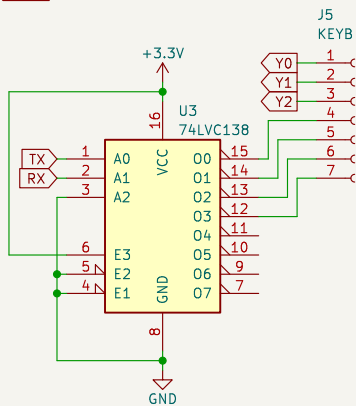 J5
KEYB
+3.3V
Y0 1
Y1 2
Y2 3
4
5
6
7
U3
74LVC138
16
VCC
TX 1 A0 O0 15
RX 2 A1 O1 14
3 A2 O2 13
O3 12
O4 11
6 E3 O5 10
5 E2 O6 9
4 E1 O7 7
GND
8
GND